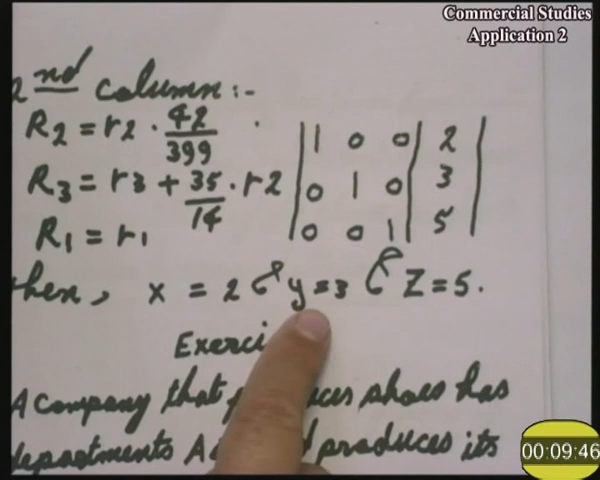 Commercial Studies
Application 2
2nd column:-
R2 = r2 . 42/399 .
R3 = r3 + 35/14 . r2
R1 = r1
| 1 0 0 | 2 |
| 0 1 0 | 3 |
| 0 0 1 | 5 |
then, x = 2 & y = 3 & Z = 5.
Exerci
A company that shoes has
departments A produces its
00:09:46